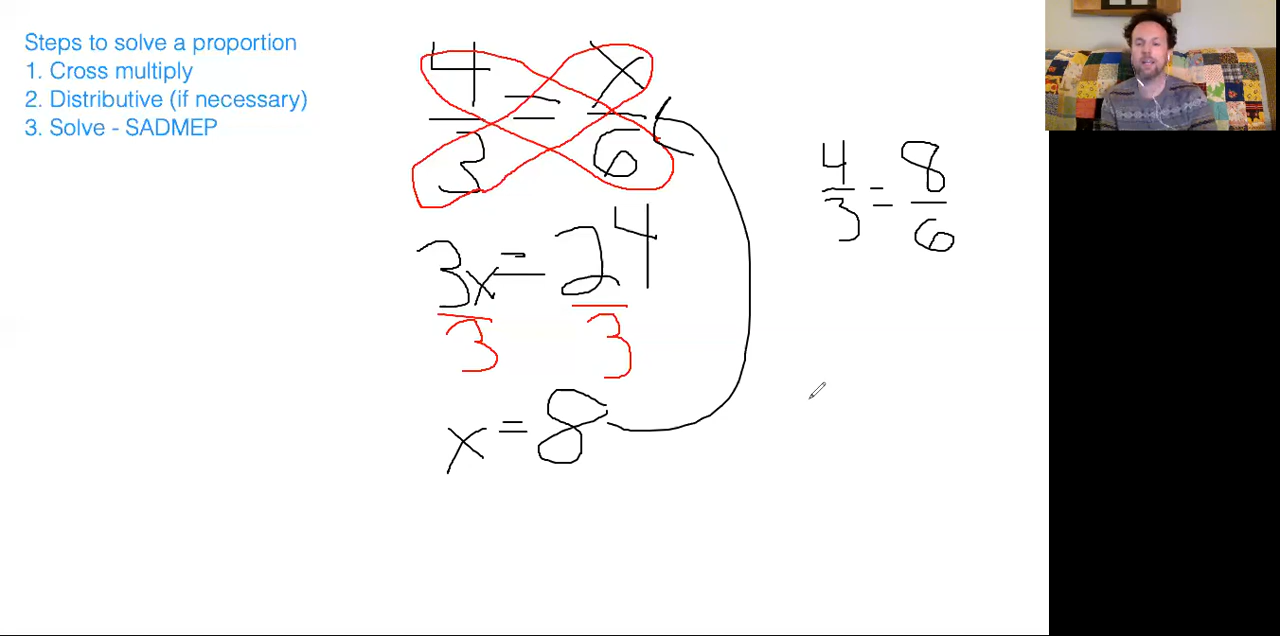 Steps to solve a proportion
1. Cross multiply
2. Distributive (if necessary)
3. Solve - SADMEP
4/3 = x/6
3x/3 = 24/3
x = 8
4/3 = 8/6